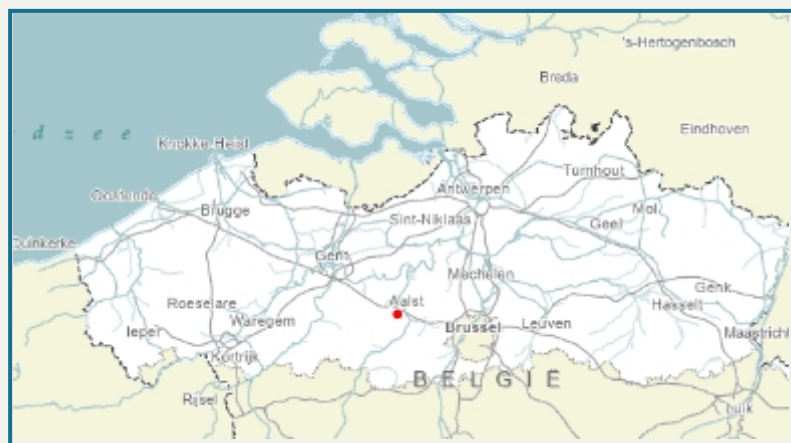 's-Hertogenbosch
Breda
Eindhoven
d z e e
Knokke-Heist
Turnhout
Oostende
Antwerpen
Brugge
Mol
Sint-Niklaas
Geel
Duinkerke
Gent
Mechelen
Genk
Roeselare
Aalst
Hasselt
Ieper
Waregem
Brussel
Leuven
Maastricht
Kortrijk
BELGIË
Rijsel
Luik